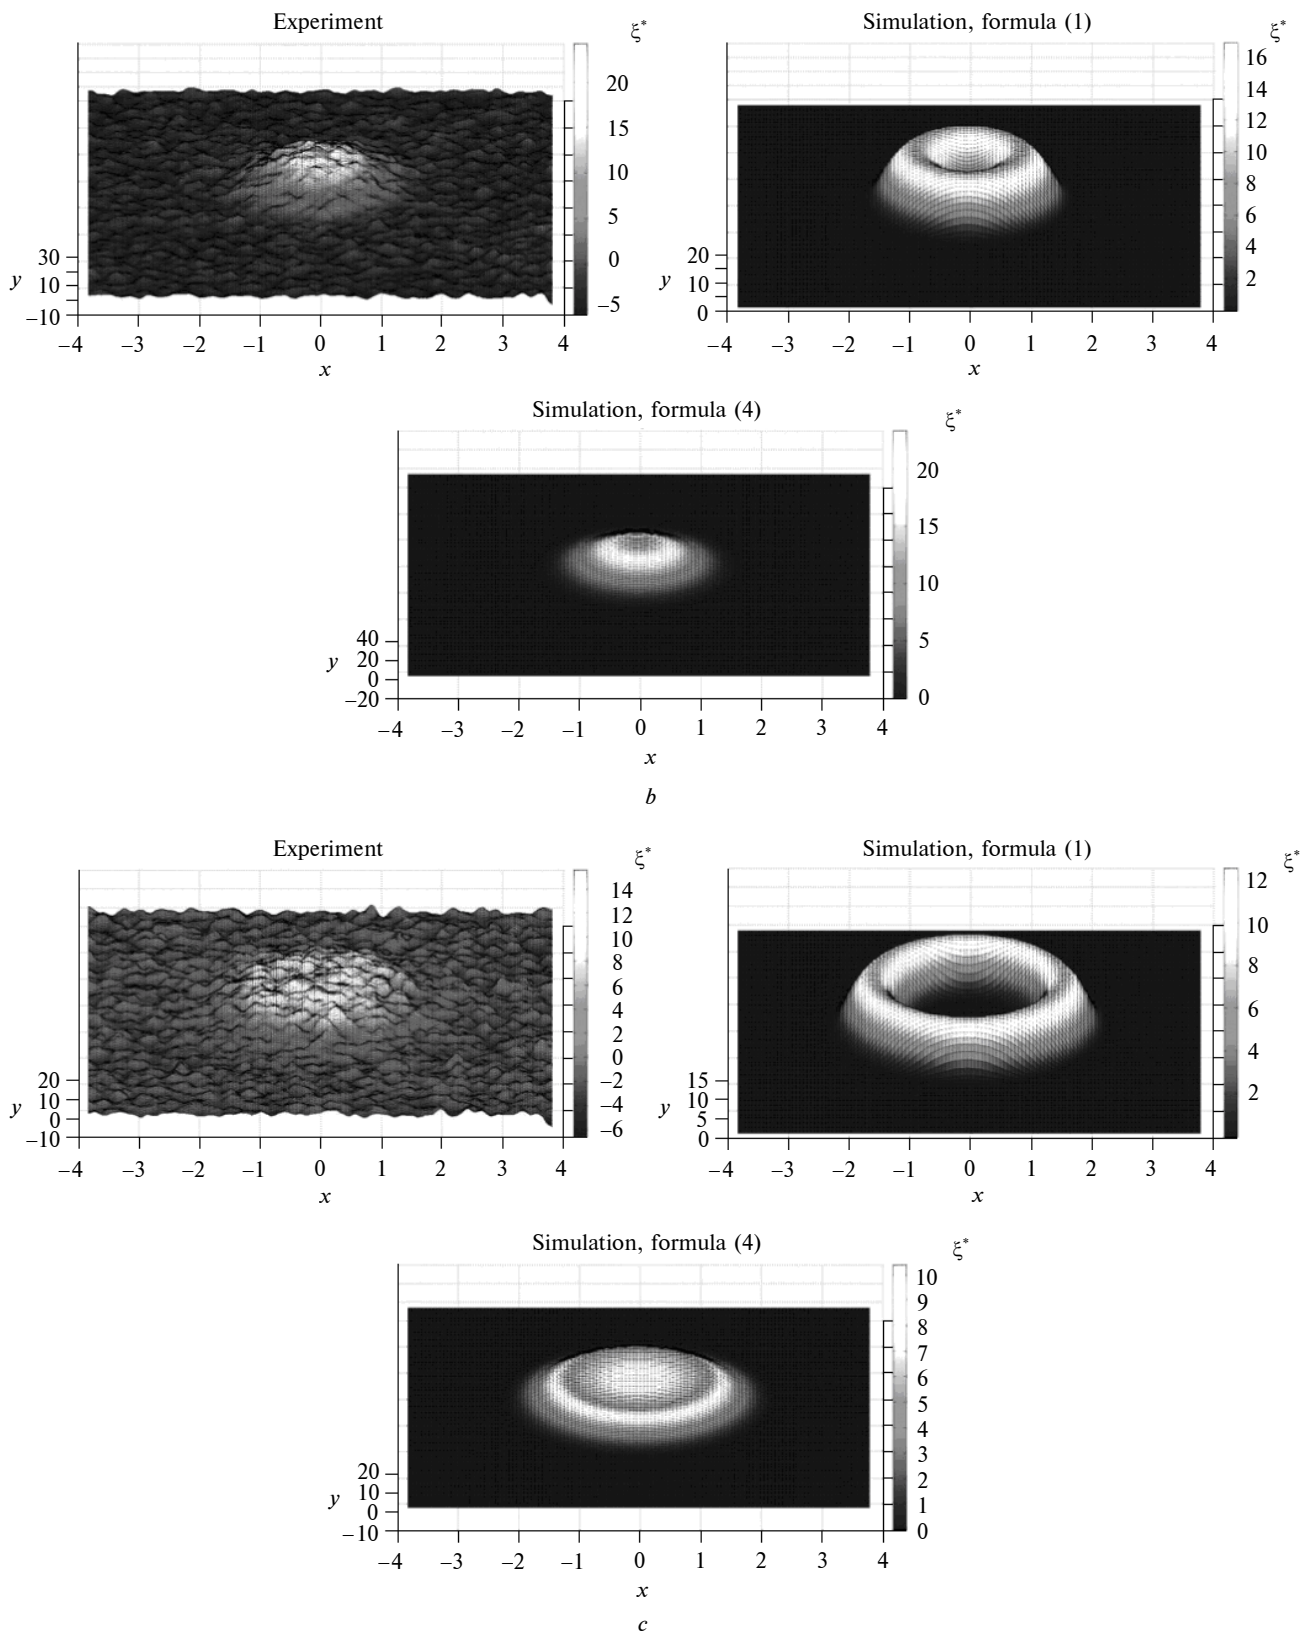 Experiment
ξ*
20
15
10
5
0
–5
y
30
10
–10
–4 –3 –2 –1 0 1 2 3 4
x
Simulation, formula (1)
ξ*
16
14
12
10
8
6
4
2
y
20
10
0
–4 –3 –2 –1 0 1 2 3 4
x
Simulation, formula (4)
ξ*
20
15
10
5
0
y
40
20
0
–20
–4 –3 –2 –1 0 1 2 3 4
x
b
Experiment
ξ*
14
12
10
8
6
4
2
0
–2
–4
–6
y
20
10
0
–10
–4 –3 –2 –1 0 1 2 3 4
x
Simulation, formula (1)
ξ*
12
10
8
6
4
2
y
15
10
5
0
–4 –3 –2 –1 0 1 2 3 4
x
Simulation, formula (4)
ξ*
10
9
8
7
6
5
4
3
2
1
0
y
20
10
0
–10
–4 –3 –2 –1 0 1 2 3 4
x
c